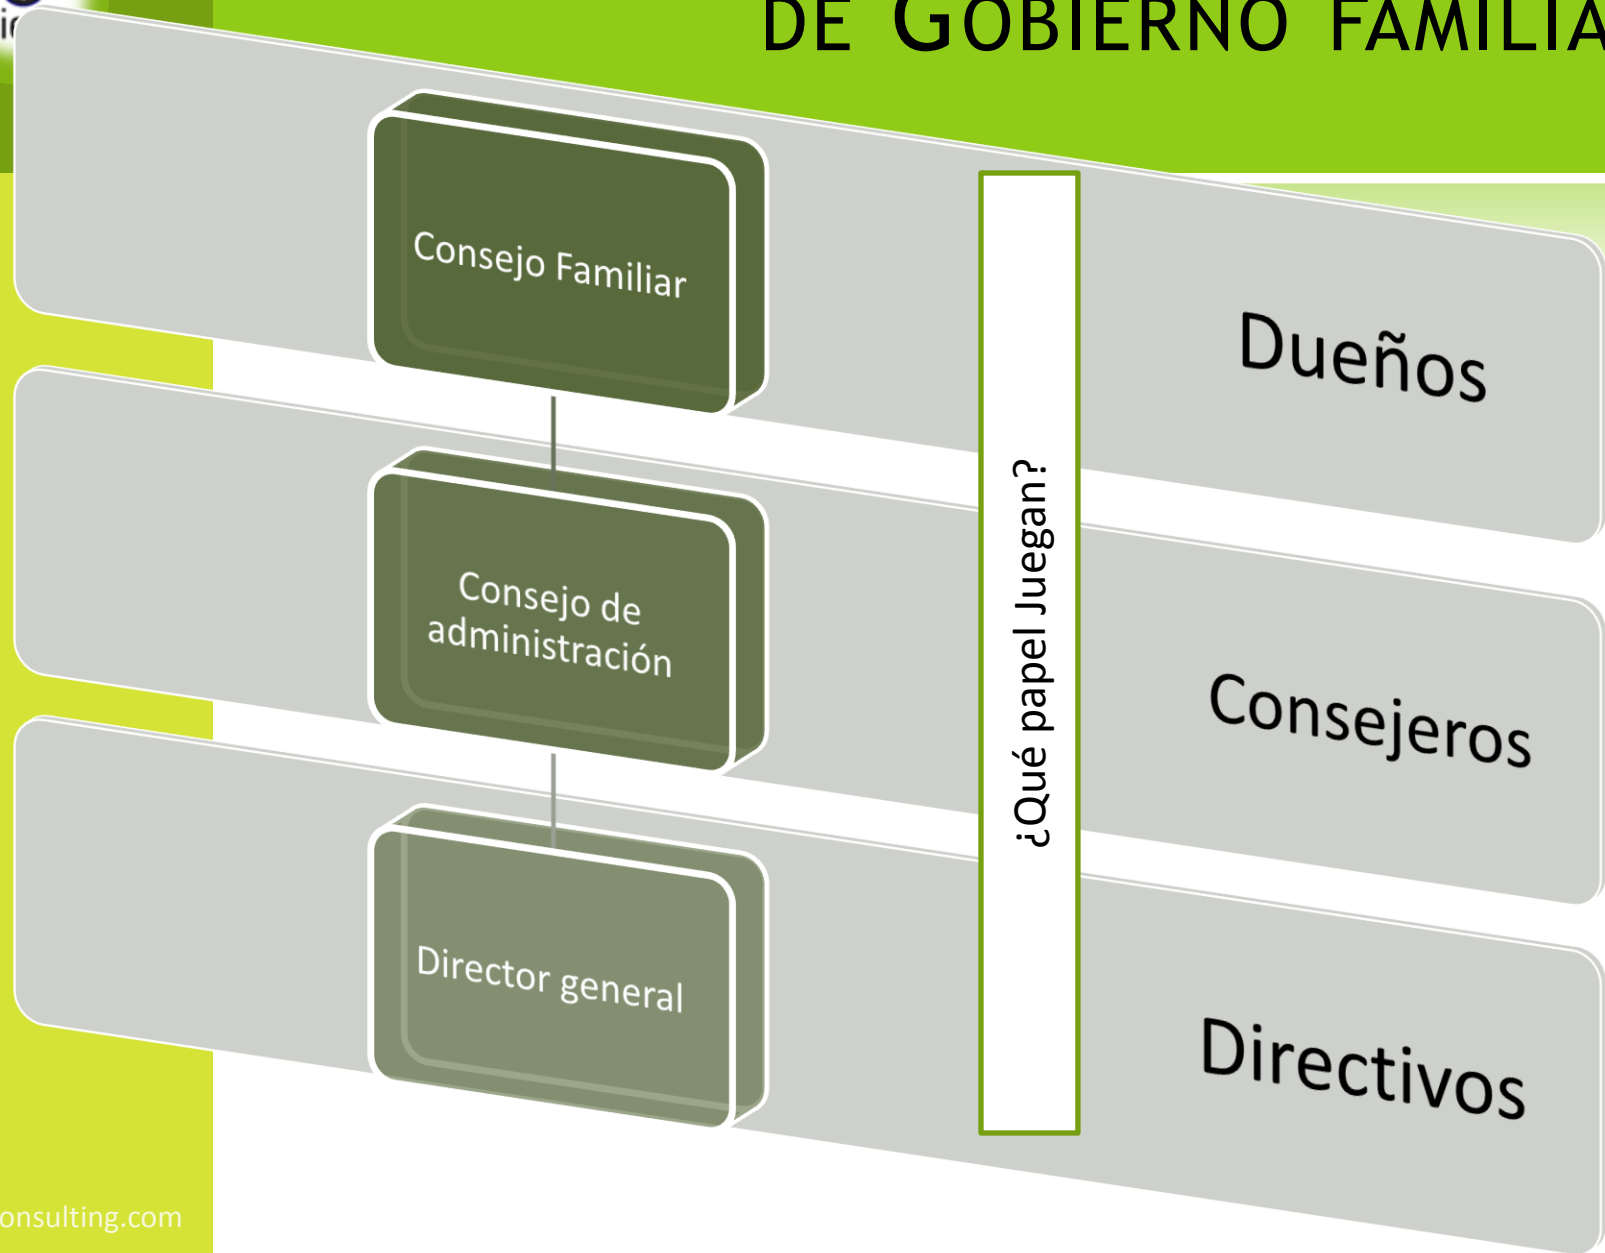 DE GOBIERNO FAMILIA
Consejo Familiar
Dueños
¿Qué papel Juegan?
Consejo de
administración
Consejeros
Director general
Directivos
onsulting.com